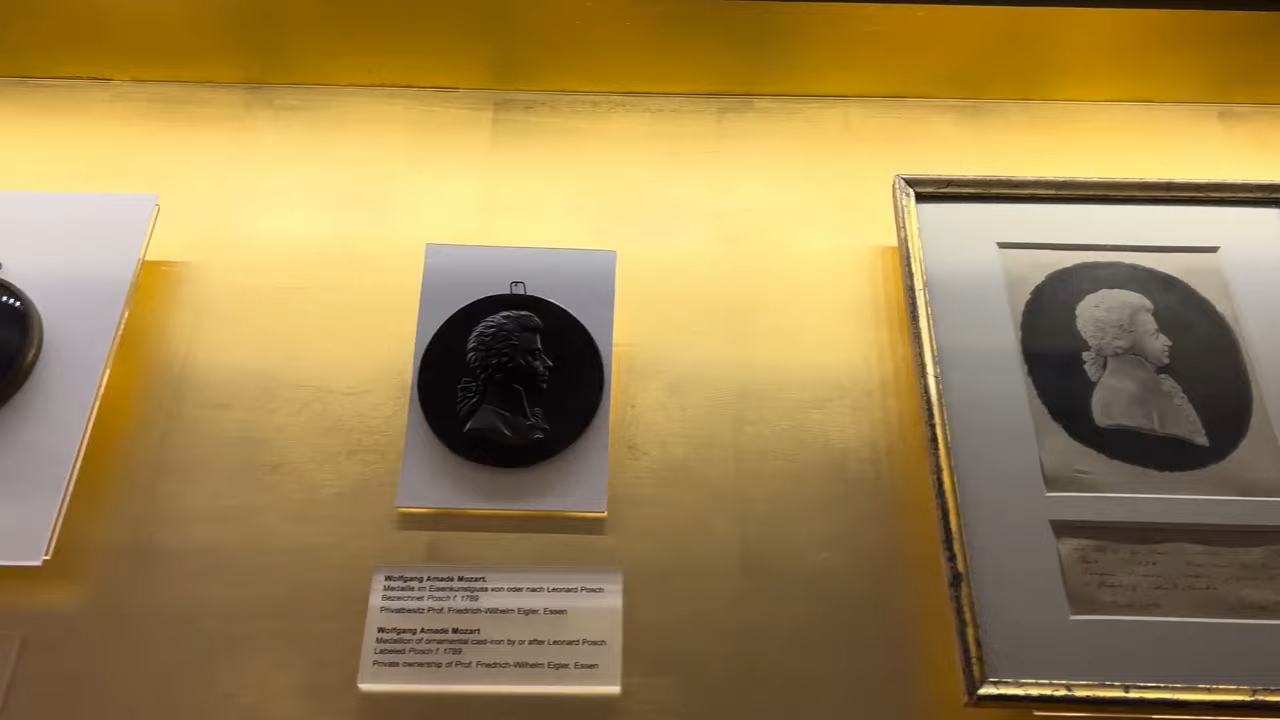 Wolfgang Amadé Mozart.
Medaille im Eisenkunstguss von oder nach Leonard Posch
Bezeichnet Posch f. 1789
Privatbesitz Prof. Friedrich-Wilhelm Eigler, Essen
Wolfgang Amadé Mozart
Medallion of ornamental cast-iron by or after Leonard Posch.
Labeled Posch f. 1789
Private ownership of Prof. Friedrich-Wilhelm Eigler, Essen